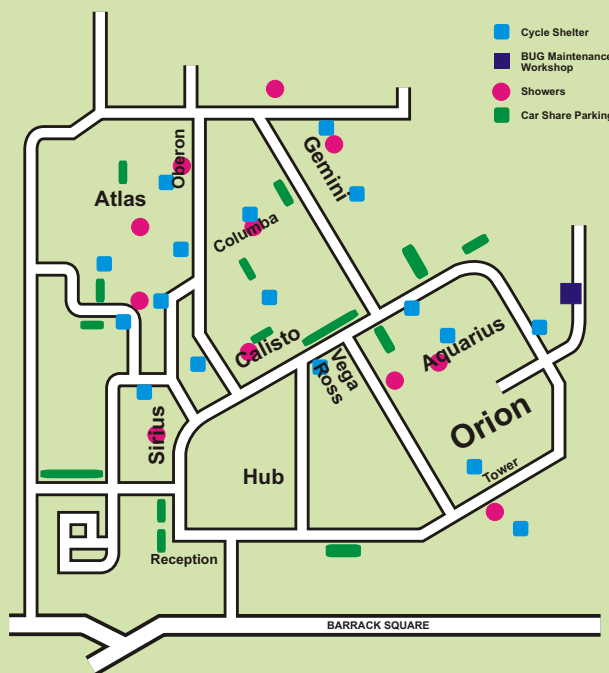 Cycle Shelter
BUG Maintenance
Workshop
Showers
Car Share Parking
Oberon
Gemini
Atlas
Columba
Calisto
Vega
Ross
Aquarius
Orion
Sirius
Hub
Tower
Reception
BARRACK SQUARE